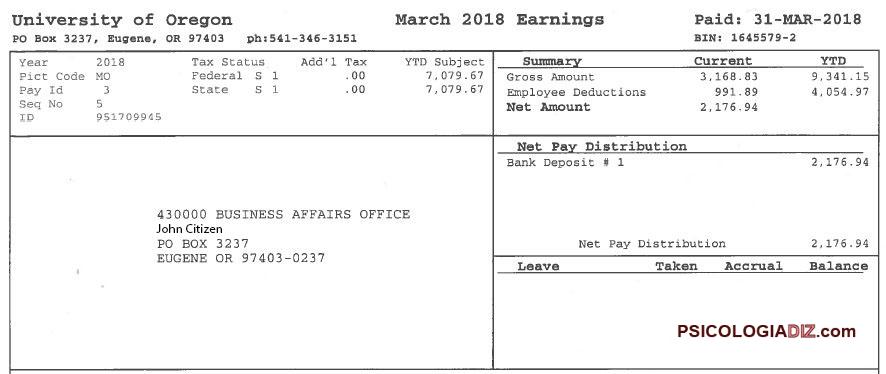 University of Oregon March 2018 Earnings Paid: 31-MAR-2018
PO Box 3237, Eugene, OR 97403 ph:541-346-3151 BIN: 1645579-2
Year 2018 Tax Status Add'l Tax YTD Subject
Pict Code MO Federal S 1 .00 7,079.67
Pay Id 3 State S 1 .00 7,079.67
Seq No 5
ID 951709945
Summary Current YTD
Gross Amount 3,168.83 9,341.15
Employee Deductions 991.89 4,054.97
Net Amount 2,176.94
Net Pay Distribution
Bank Deposit # 1 2,176.94
430000 BUSINESS AFFAIRS OFFICE
John Citizen
PO BOX 3237
EUGENE OR 97403-0237
Net Pay Distribution 2,176.94
Leave Taken Accrual Balance
PSICOLOGIADIZ.com